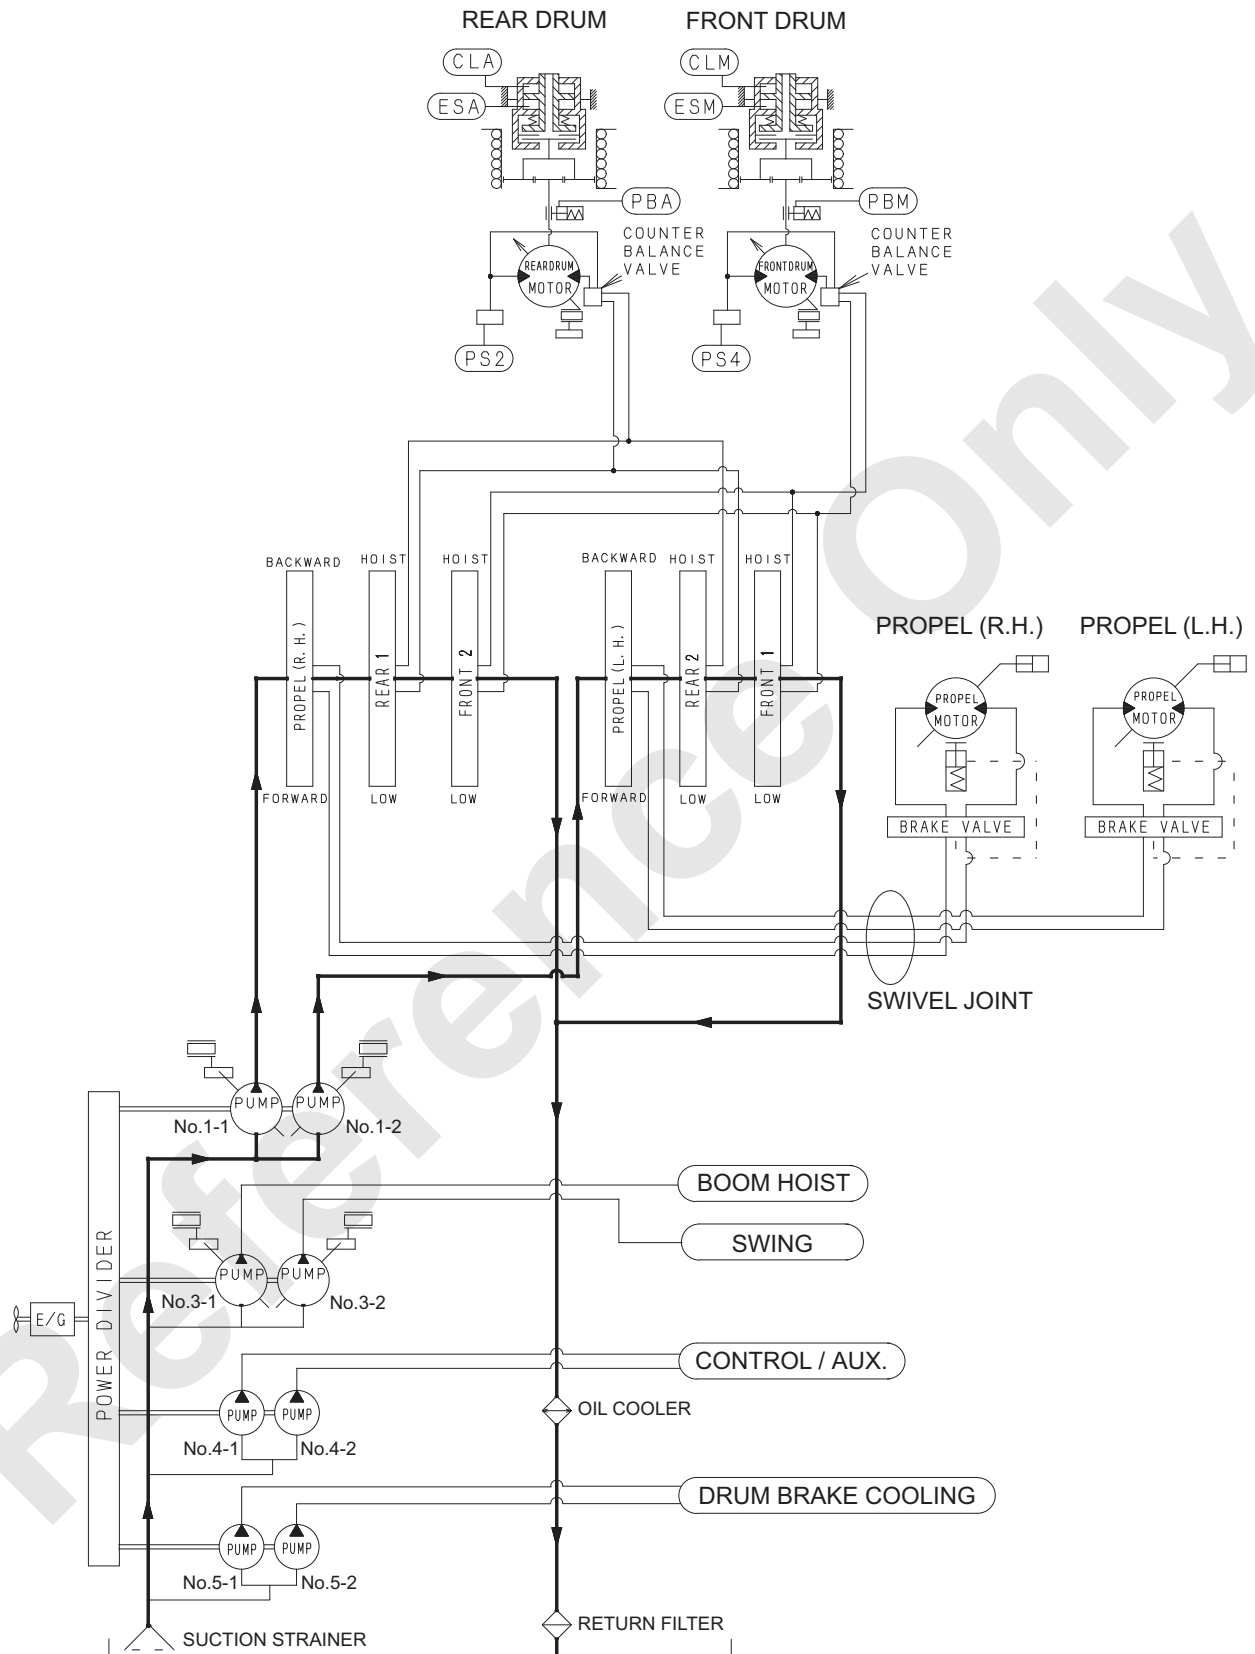 REAR DRUM
FRONT DRUM
CLA
CLM
ESA
ESM
PBA
PBM
COUNTER
BALANCE
VALVE
COUNTER
BALANCE
VALVE
REARDRUM
MOTOR
FRONTDRUM
MOTOR
PS2
PS4
BACKWARD
HOIST
HOIST
BACKWARD
HOIST
HOIST
PROPEL (R. H. )
REAR 1
FRONT 2
PROPEL (L. H. )
REAR 2
FRONT 1
FORWARD
LOW
LOW
FORWARD
LOW
LOW
PROPEL (R.H.)
PROPEL (L.H.)
PROPEL
MOTOR
PROPEL
MOTOR
BRAKE VALVE
BRAKE VALVE
SWIVEL JOINT
PUMP
PUMP
No.1-1
No.1-2
BOOM HOIST
SWING
PUMP
PUMP
No.3-1
No.3-2
E/G
POWER DIVIDER
CONTROL / AUX.
PUMP
PUMP
OIL COOLER
No.4-1
No.4-2
DRUM BRAKE COOLING
PUMP
PUMP
No.5-1
No.5-2
SUCTION STRAINER
RETURN FILTER
Reference Only